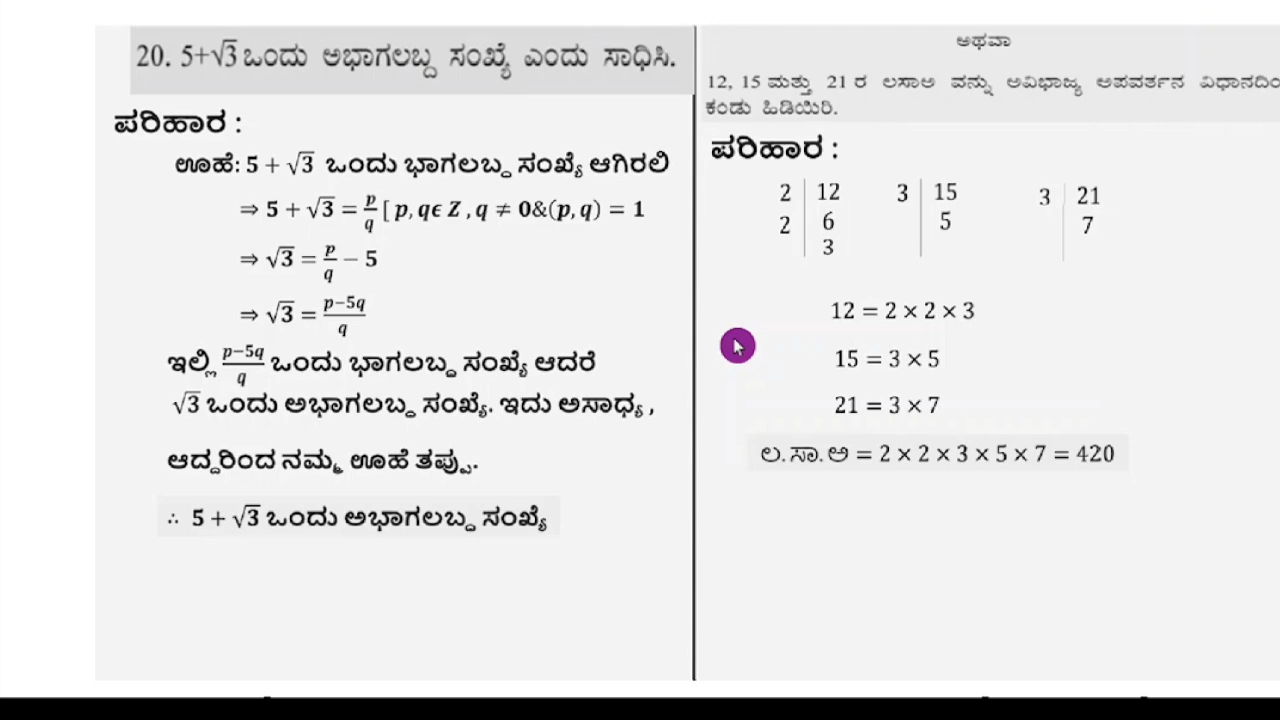 20. 5+√3 ಒಂದು ಅಭಾಗಲಬ್ದ ಸಂಖ್ಯೆ ಎಂದು ಸಾಧಿಸಿ.
ಪರಿಹಾರ :
ಊಹೆ: 5 + √3 ಒಂದು ಭಾಗಲಬ್ದ ಸಂಖ್ಯೆ ಆಗಿರಲಿ
⇒ 5 + √3 = p/q [ p, qϵ Z , q ≠ 0&(p, q) = 1
⇒ √3 = p/q − 5
⇒ √3 = p−5q/q
ಇಲ್ಲಿ p−5q/q ಒಂದು ಭಾಗಲಬ್ದ ಸಂಖ್ಯೆ ಆದರೆ
√3 ಒಂದು ಅಭಾಗಲಬ್ದ ಸಂಖ್ಯೆ. ಇದು ಅಸಾಧ್ಯ ,
ಆದ್ದರಿಂದ ನಮ್ಮ ಊಹೆ ತಪ್ಪು.
∴ 5 + √3 ಒಂದು ಅಭಾಗಲಬ್ದ ಸಂಖ್ಯೆ
ಅಥವಾ
12, 15 ಮತ್ತು 21 ರ ಲಸಾಅ ವನ್ನು ಅವಿಭಾಜ್ಯ ಅಪವರ್ತನ ವಿಧಾನದಿಂ
ಕಂಡು ಹಿಡಿಯಿರಿ.
ಪರಿಹಾರ :
2 12 3 15 3 21
2 6 5 7
3
12 = 2 × 2 × 3
15 = 3 × 5
21 = 3 × 7
ಲ.ಸಾ.ಅ = 2 × 2 × 3 × 5 × 7 = 420